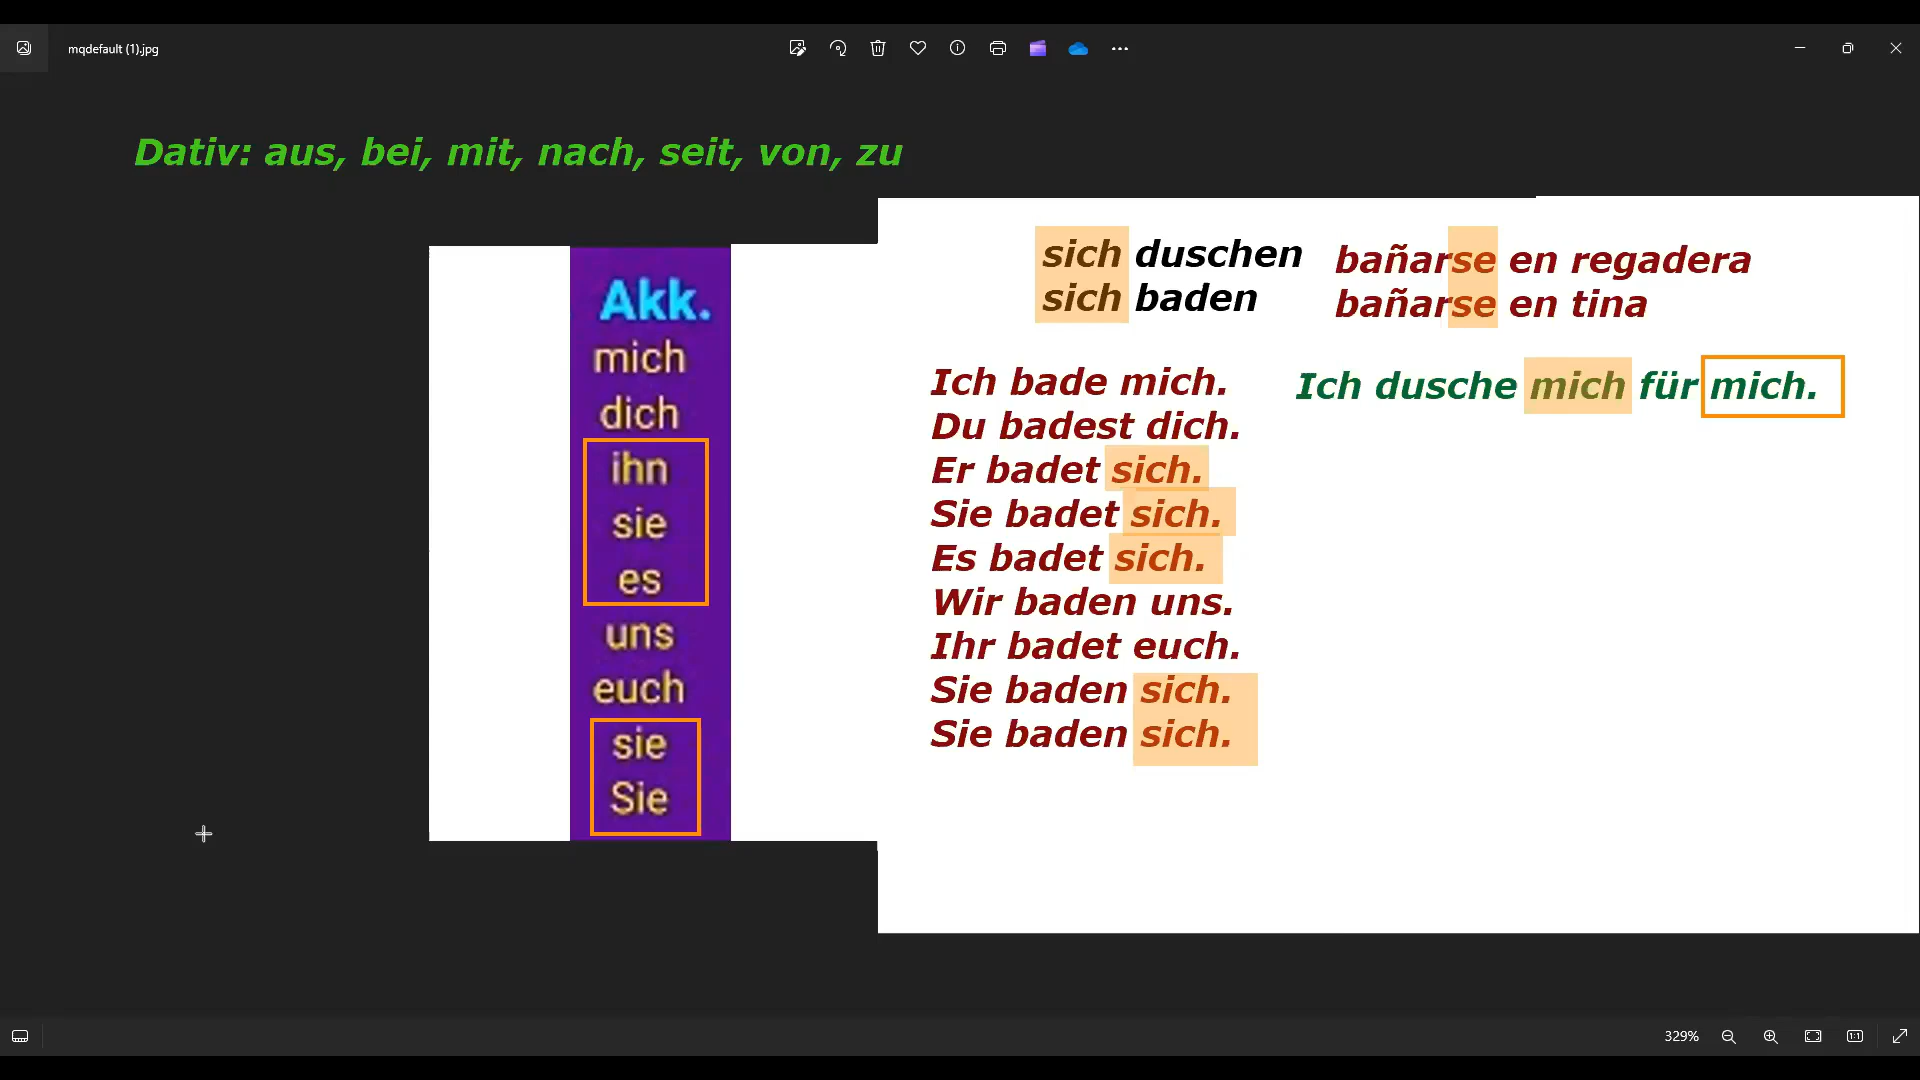 mqdefault (1).jpg
Dativ: aus, bei, mit, nach, seit, von, zu
Akk.
mich
dich
ihn
sie
es
uns
euch
sie
Sie
sich duschen
sich baden
bañarse en regadera
bañarse en tina
Ich bade mich.
Du badest dich.
Er badet sich.
Sie badet sich.
Es badet sich.
Wir baden uns.
Ihr badet euch.
Sie baden sich.
Sie baden sich.
Ich dusche mich für mich.
329%
1:1